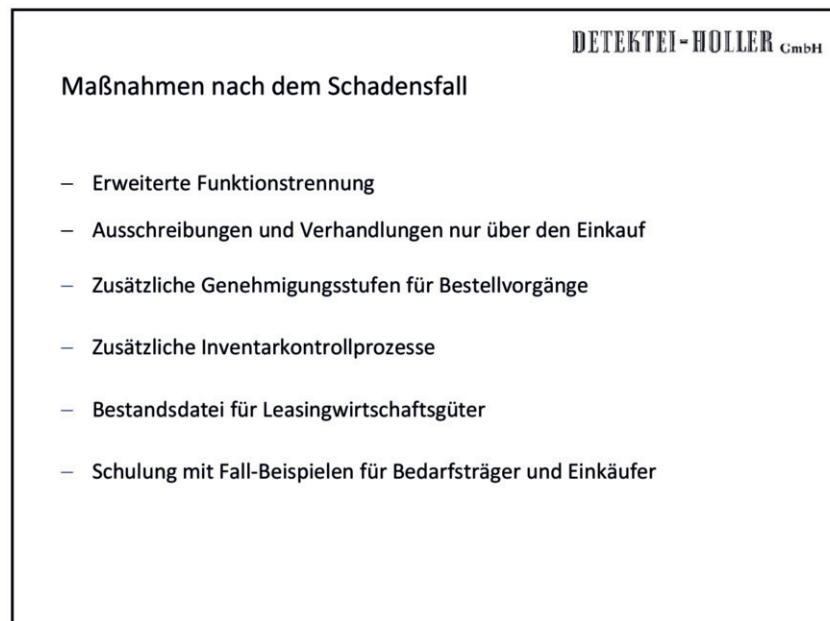 DETEKTEI-HOLLER GmbH
Maßnahmen nach dem Schadensfall
– Erweiterte Funktionstrennung
– Ausschreibungen und Verhandlungen nur über den Einkauf
– Zusätzliche Genehmigungsstufen für Bestellvorgänge
– Zusätzliche Inventarkontrollprozesse
– Bestandsdatei für Leasingwirtschaftsgüter
– Schulung mit Fall-Beispielen für Bedarfsträger und Einkäufer